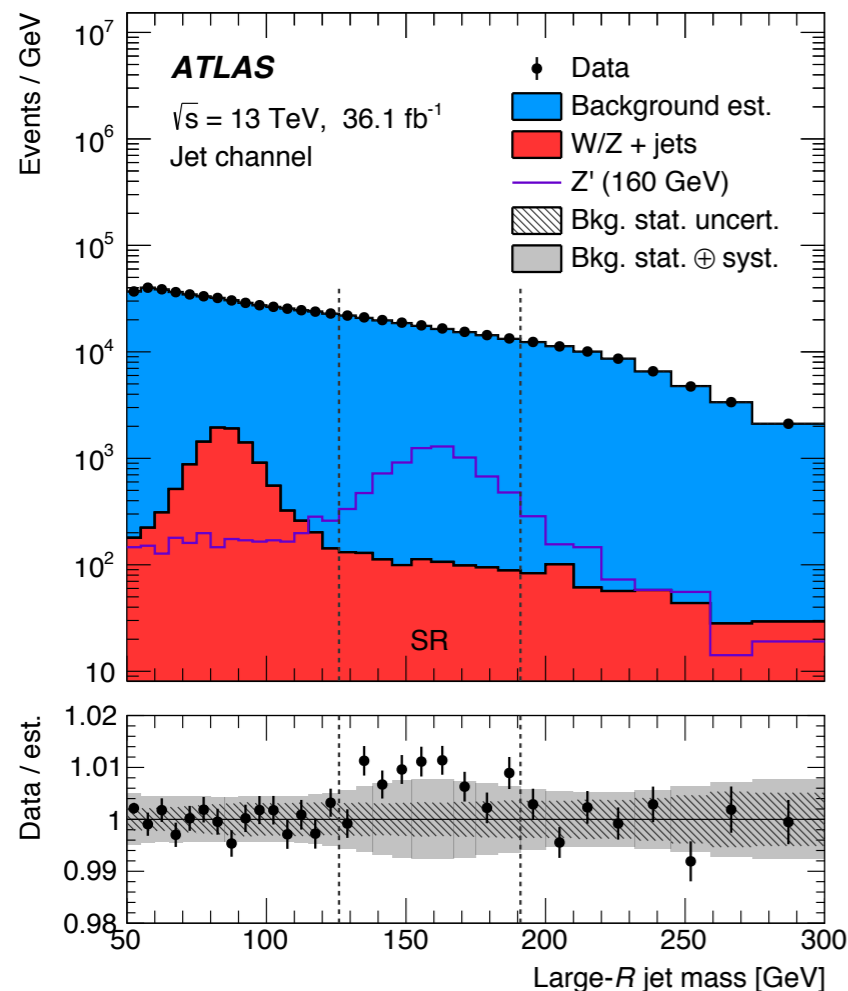 Events / GeV
10⁷
10⁶
10⁵
10⁴
10³
10²
10
ATLAS
√s = 13 TeV, 36.1 fb⁻¹
Jet channel
Data
Background est.
W/Z + jets
Z' (160 GeV)
Bkg. stat. uncert.
Bkg. stat. ⊕ syst.
SR
Data / est.
1.02
1.01
1
0.99
0.98
50 100 150 200 250 300
Large-R jet mass [GeV]